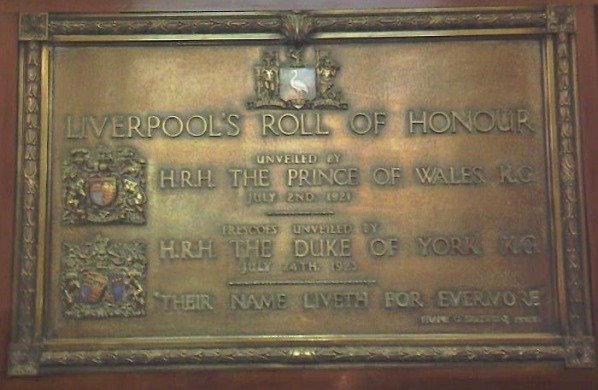 LIVERPOOL'S ROLL OF HONOUR
UNVEILED BY
H.R.H. THE PRINCE OF WALES K.G.
JULY 2ND. 1921
FRESCOES UNVEILED BY
H.R.H. THE DUKE OF YORK K.G.
JULY 24TH. 1923
"THEIR NAME LIVETH FOR EVERMORE